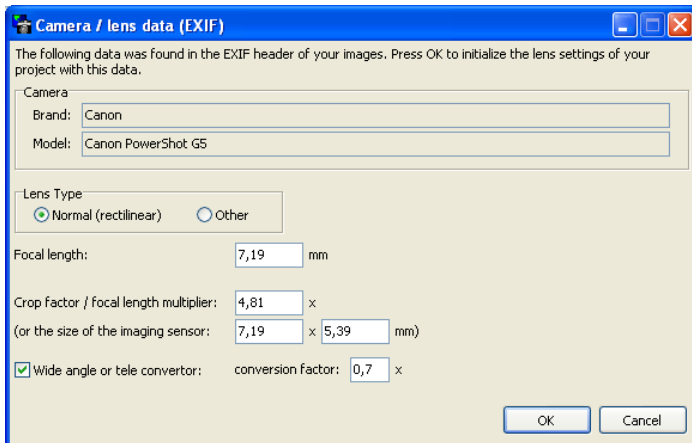 Camera / lens data (EXIF)
The following data was found in the EXIF header of your images. Press OK to initialize the lens settings of your
project with this data.
Camera
Brand: Canon
Model: Canon PowerShot G5
Lens Type
Normal (rectilinear) Other
Focal length: 7,19 mm
Crop factor / focal length multiplier: 4,81 x
(or the size of the imaging sensor: 7,19 x 5,39 mm)
Wide angle or tele convertor: conversion factor: 0,7 x
OK Cancel